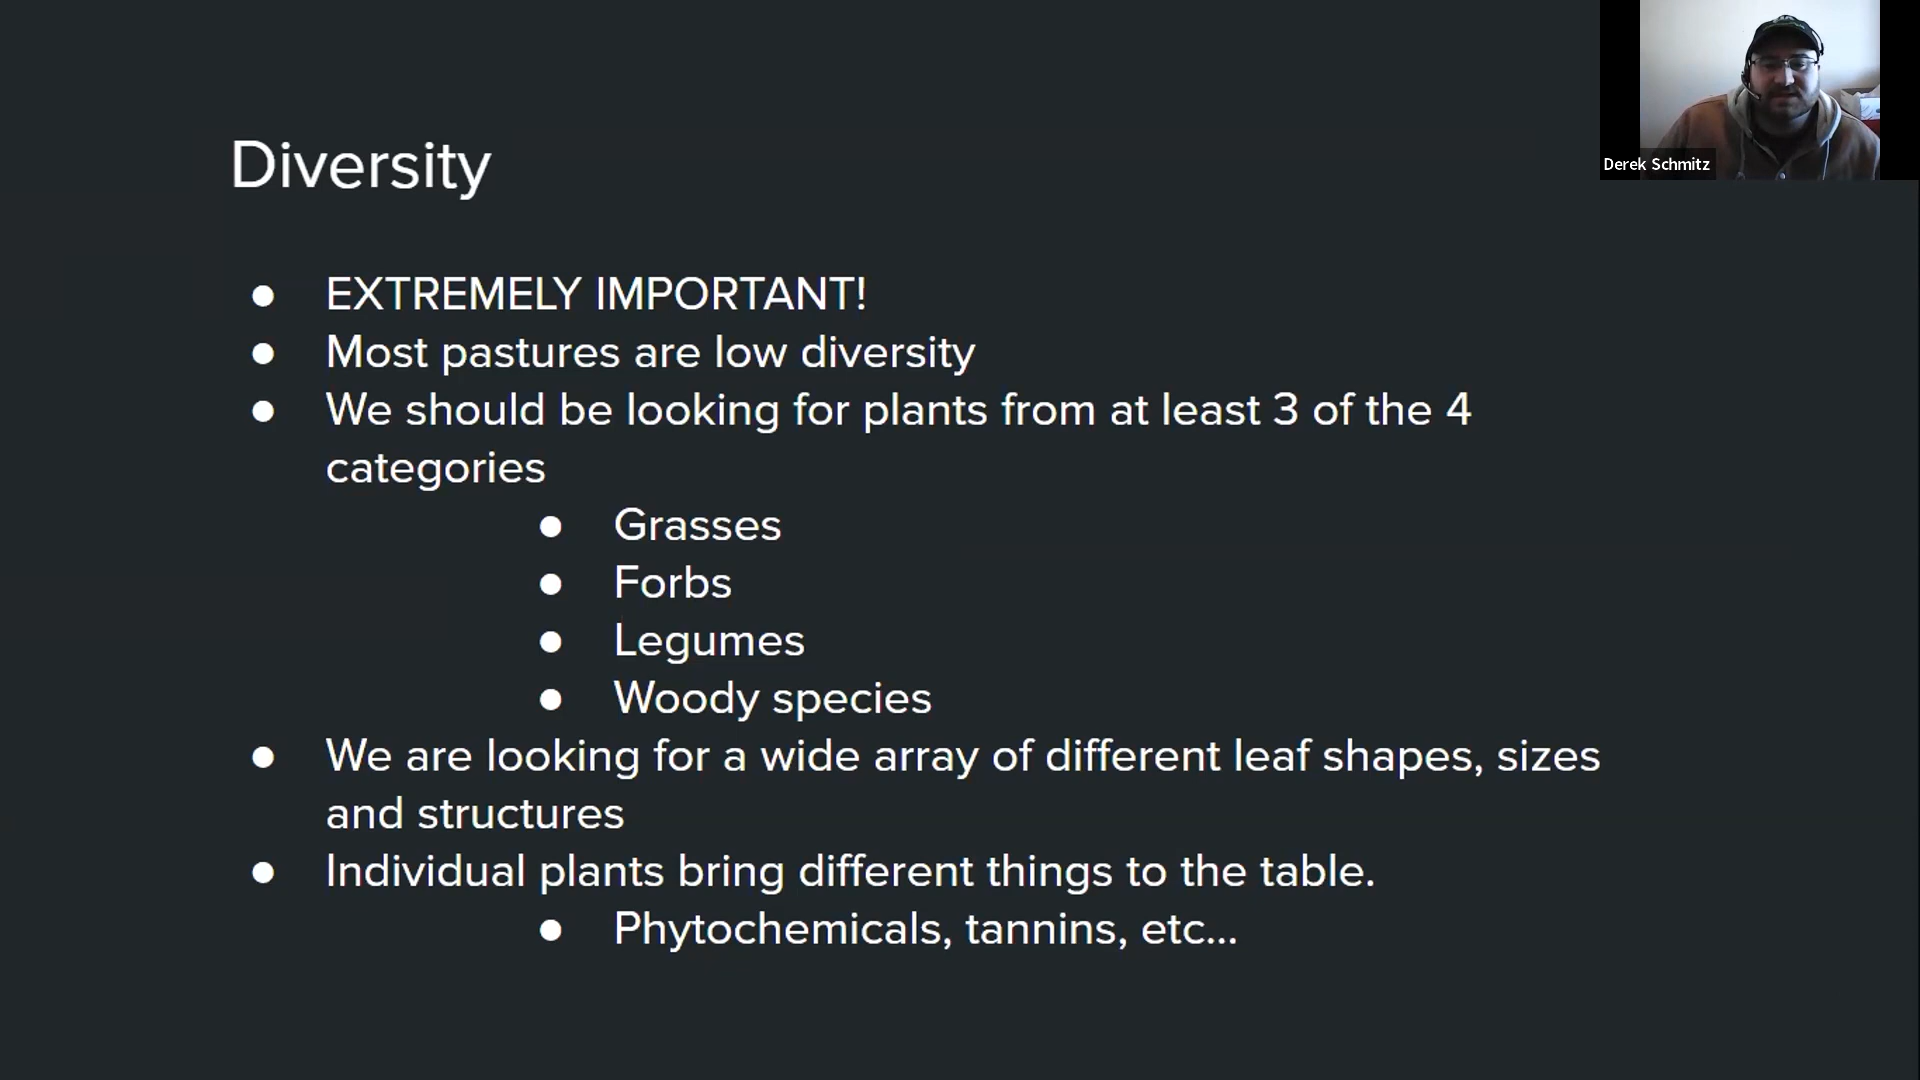 Diversity
● EXTREMELY IMPORTANT!
● Most pastures are low diversity
● We should be looking for plants from at least 3 of the 4
categories
● Grasses
● Forbs
● Legumes
● Woody species
● We are looking for a wide array of different leaf shapes, sizes
and structures
● Individual plants bring different things to the table.
● Phytochemicals, tannins, etc...
Derek Schmitz